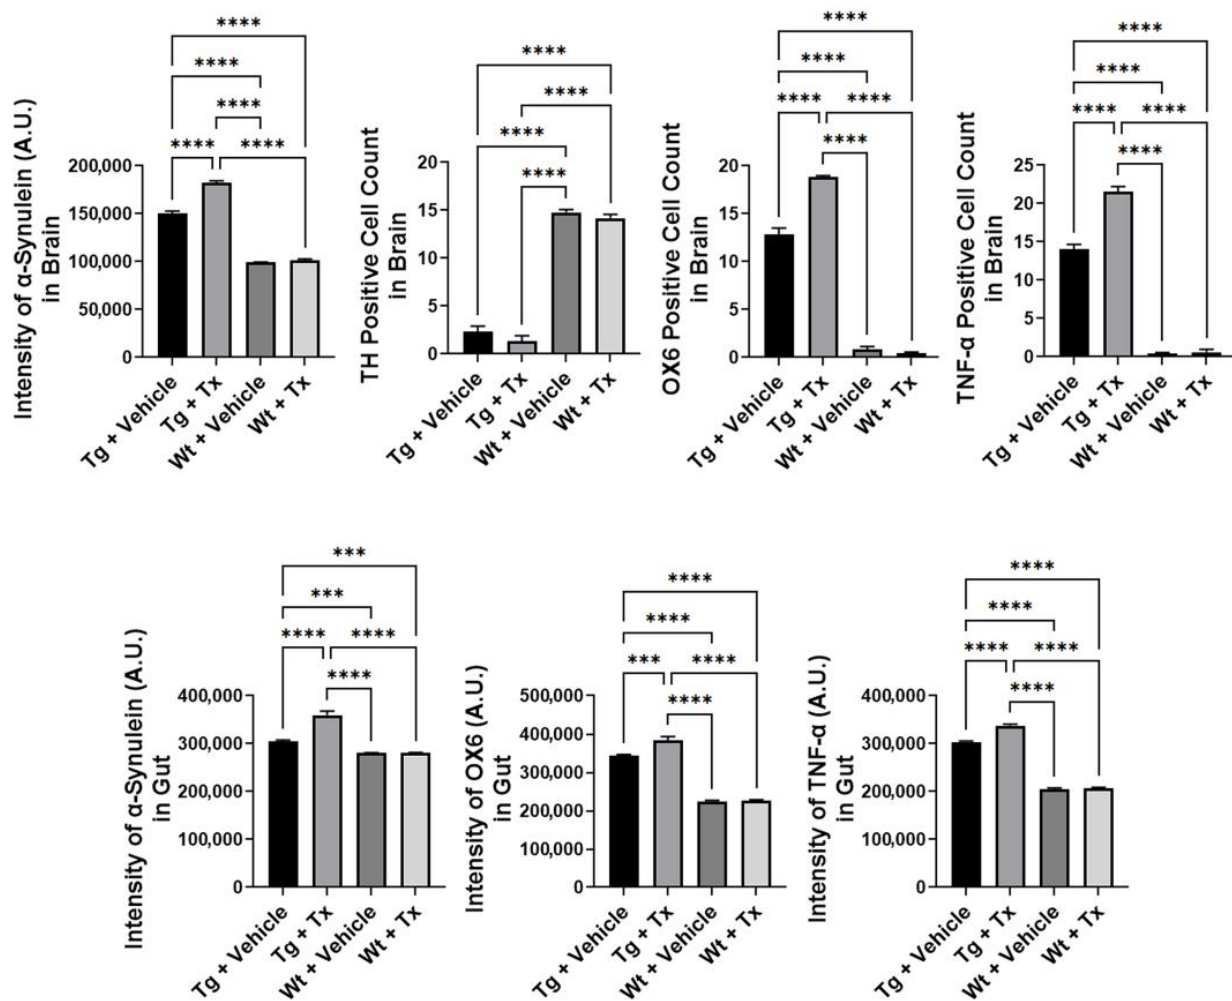 Intensity of α-Synulein (A.U.)
in Brain
****
****
****
****
****
200,000
150,000
100,000
50,000
0
Tg + Vehicle
Tg + Tx
Wt + Vehicle
Wt + Tx
TH Positive Cell Count
in Brain
****
****
****
****
20
15
10
5
0
Tg + Vehicle
Tg + Tx
Wt + Vehicle
Wt + Tx
OX6 Positive Cell Count
in Brain
****
****
****
****
****
20
15
10
5
0
Tg + Vehicle
Tg + Tx
Wt + Vehicle
Wt + Tx
TNF-α Positive Cell Count
in Brain
****
****
****
****
****
25
20
15
10
5
0
Tg + Vehicle
Tg + Tx
Wt + Vehicle
Wt + Tx
Intensity of α-Synulein (A.U.)
in Gut
***
***
****
****
****
400,000
300,000
200,000
100,000
0
Tg + Vehicle
Tg + Tx
Wt + Vehicle
Wt + Tx
Intensity of OX6 (A.U.)
in Gut
****
****
***
****
****
500,000
400,000
300,000
200,000
100,000
0
Tg + Vehicle
Tg + Tx
Wt + Vehicle
Wt + Tx
Intensity of TNF-α (A.U.)
in Gut
****
****
****
****
****
400,000
300,000
200,000
100,000
0
Tg + Vehicle
Tg + Tx
Wt + Vehicle
Wt + Tx